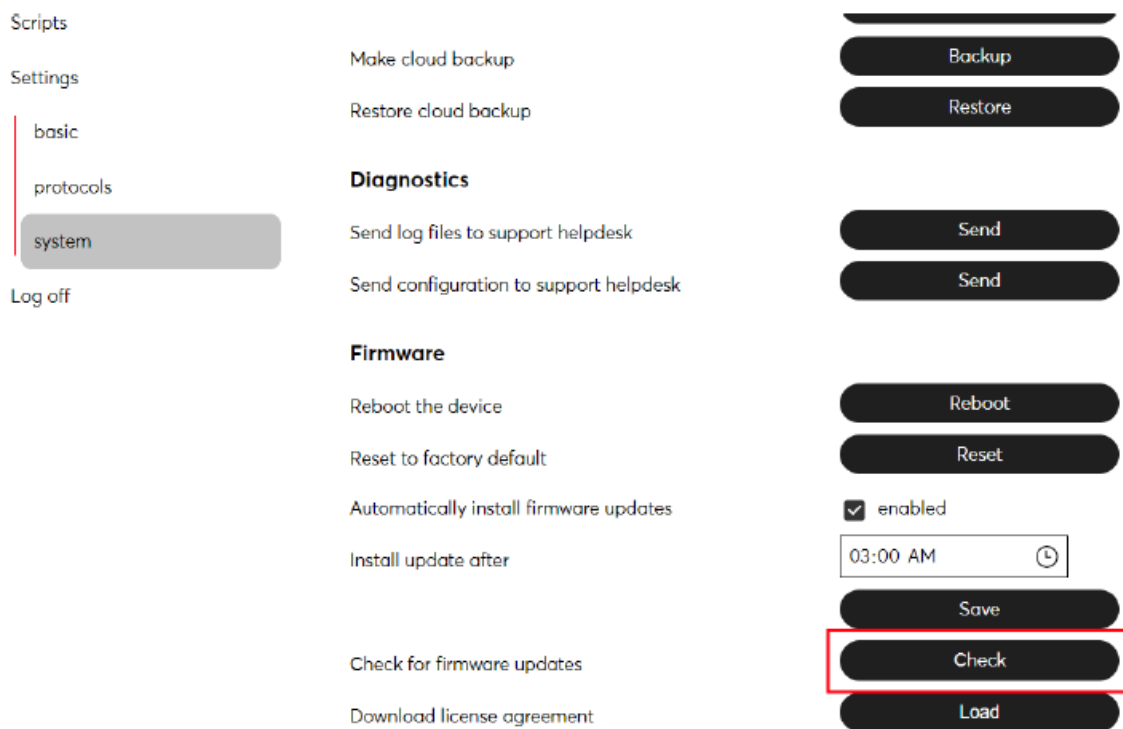 Scripts
Settings
basic
protocols
system
Log off
Make cloud backup Backup
Restore cloud backup Restore
Diagnostics
Send log files to support helpdesk Send
Send configuration to support helpdesk Send
Firmware
Reboot the device Reboot
Reset to factory default Reset
Automatically install firmware updates enabled
Install update after 03:00 AM
Save
Check for firmware updates Check
Download license agreement Load